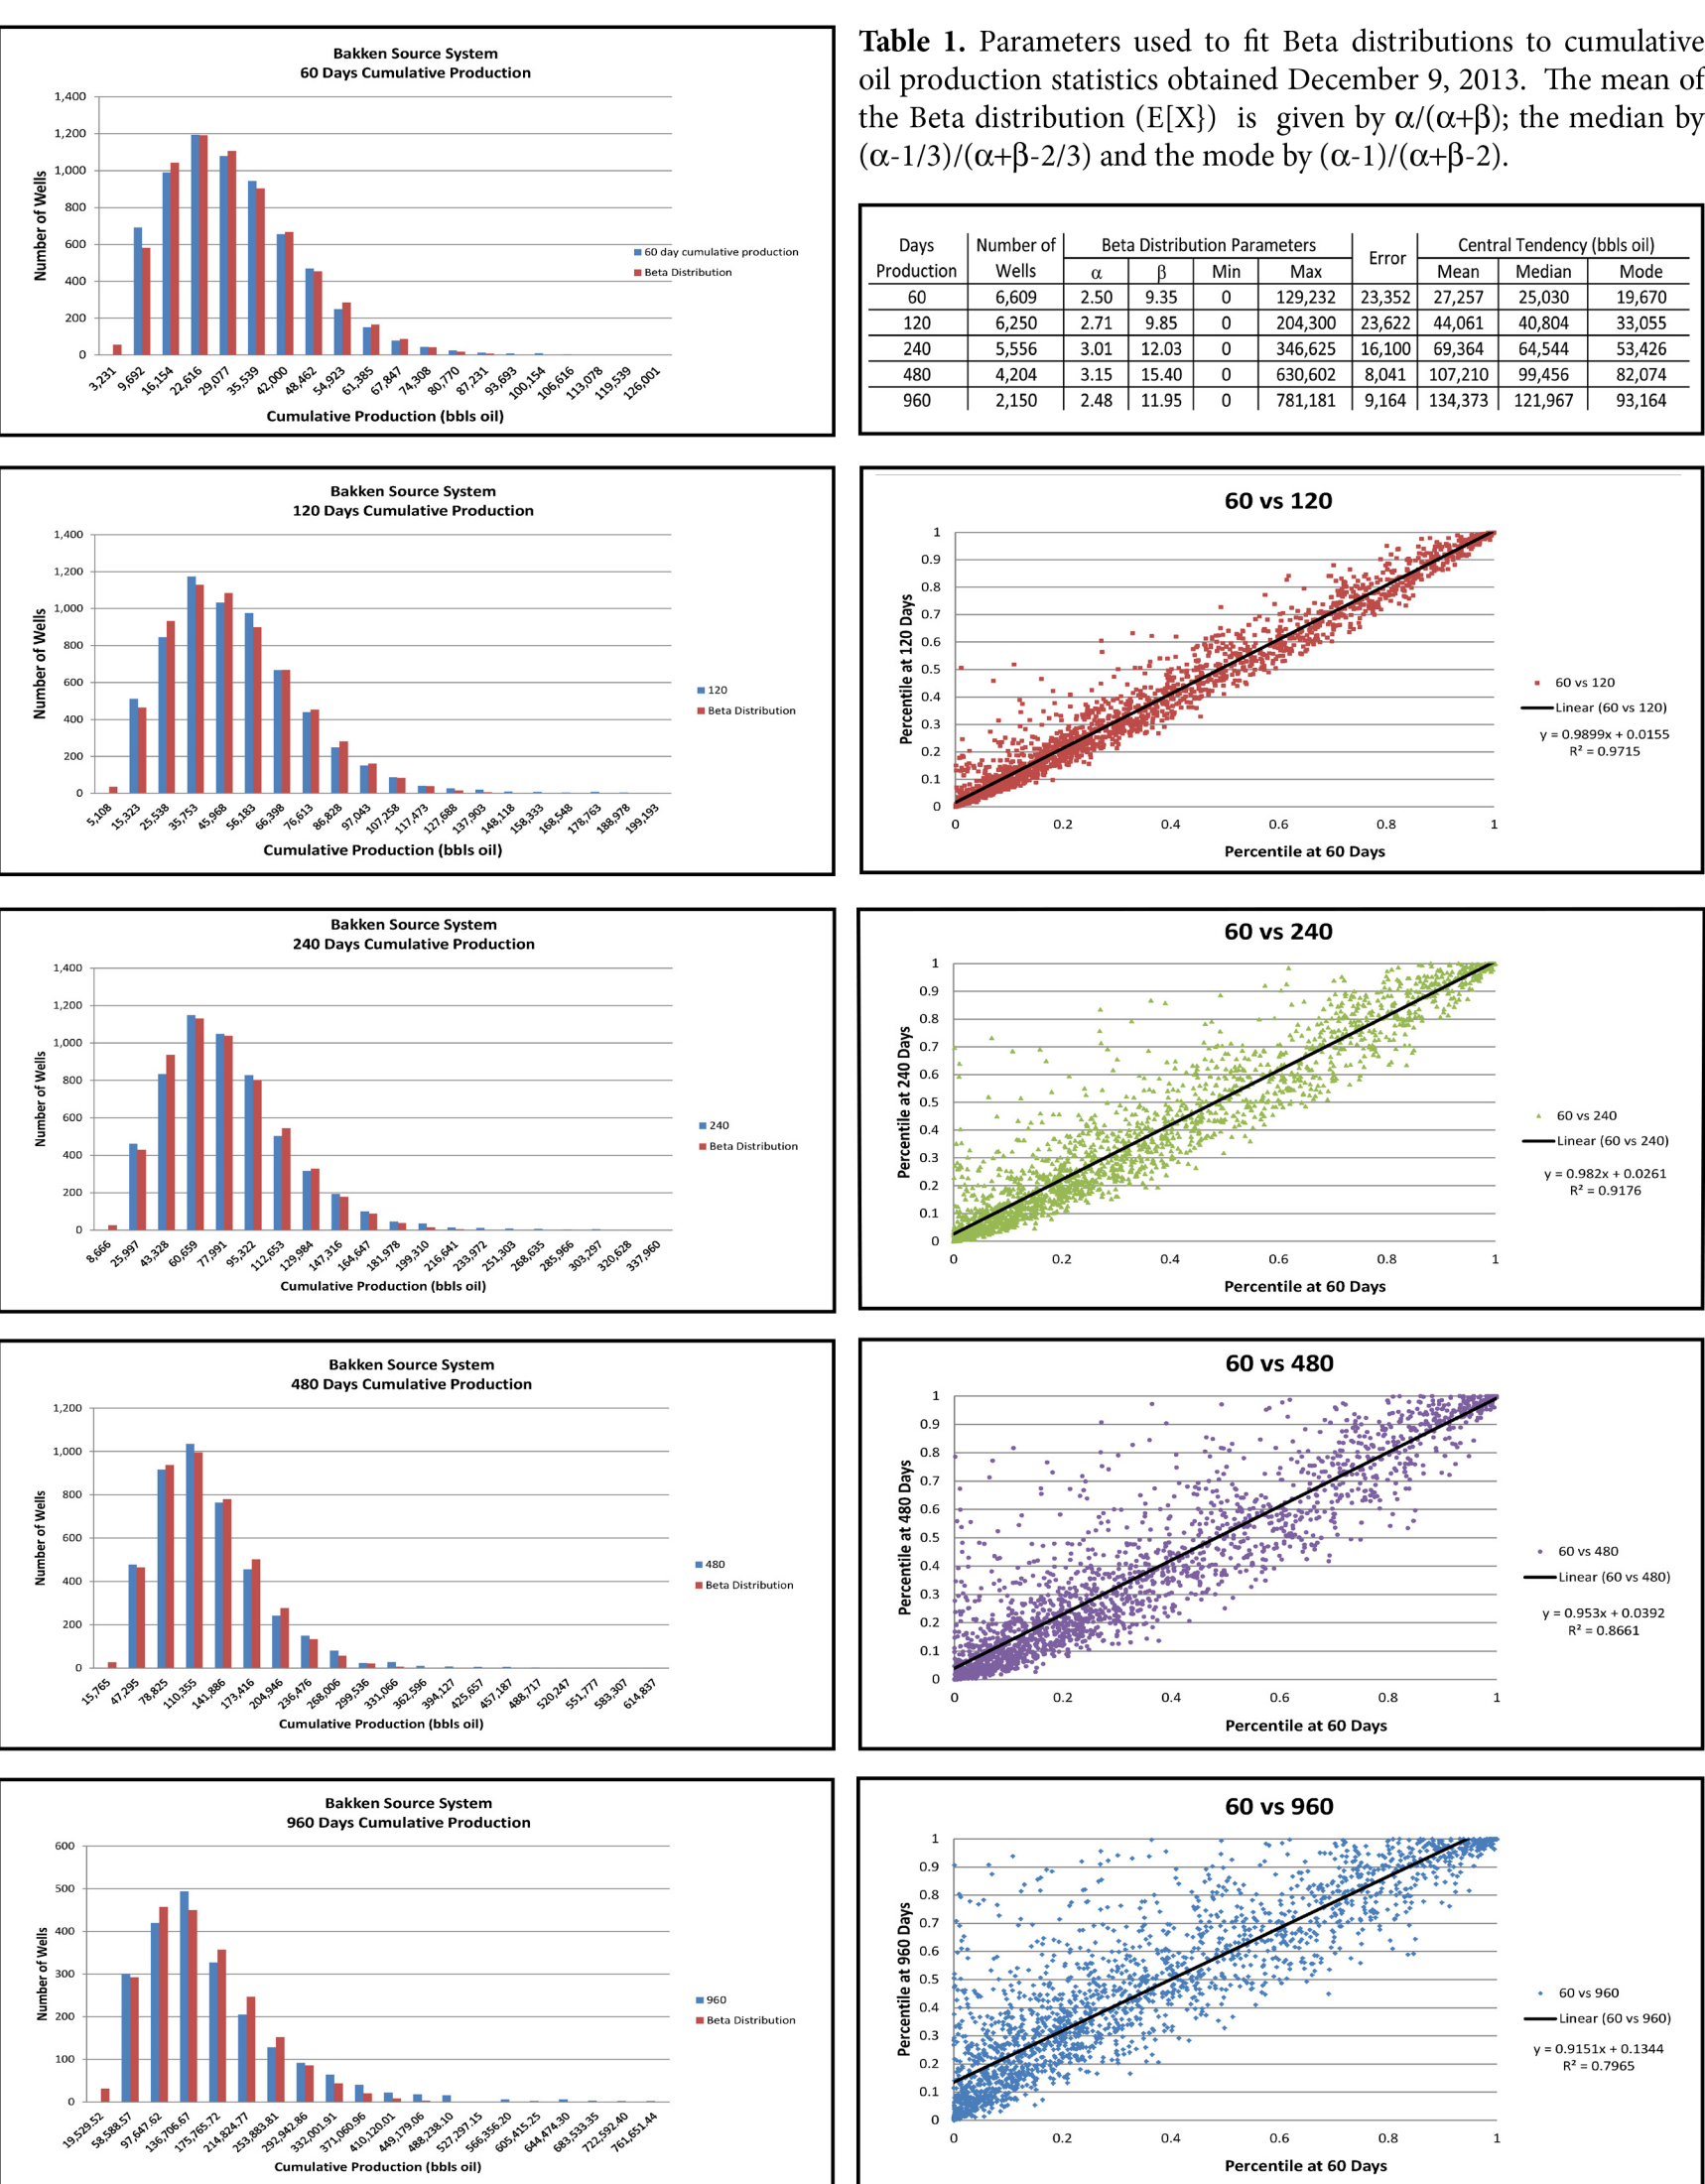 Bakken Source System
60 Days Cumulative Production
1,400
1,200
1,000
800
600
400
200
0
Number of Wells
60 day cumulative production
Beta Distribution
3,231 9,692 16,154 22,616 29,077 35,539 42,000 48,462 54,923 61,385 67,847 74,308 80,770 87,231 93,693 100,154 106,616 113,078 119,539 126,001
Cumulative Production (bbls oil)
Table 1. Parameters used to fit Beta distributions to cumulative
oil production statistics obtained December 9, 2013. The mean of
the Beta distribution (E[X}) is given by α/(α+β); the median by
(α-1/3)/(α+β-2/3) and the mode by (α-1)/(α+β-2).
Days Number of Beta Distribution Parameters Error Central Tendency (bbls oil)
Production Wells α β Min Max Mean Median Mode
60 6,609 2.50 9.35 0 129,232 23,352 27,257 25,030 19,670
120 6,250 2.71 9.85 0 204,300 23,622 44,061 40,804 33,055
240 5,556 3.01 12.03 0 346,625 16,100 69,364 64,544 53,426
480 4,204 3.15 15.40 0 630,602 8,041 107,210 99,456 82,074
960 2,150 2.48 11.95 0 781,181 9,164 134,373 121,967 93,164
Bakken Source System
120 Days Cumulative Production
1,400
1,200
1,000
800
600
400
200
0
Number of Wells
120
Beta Distribution
5,108 15,323 25,538 35,753 45,968 56,183 66,398 76,613 86,828 97,043 107,258 117,473 127,688 137,903 148,118 158,333 168,548 178,763 188,978 199,193
Cumulative Production (bbls oil)
60 vs 120
1
0.9
0.8
0.7
0.6
0.5
0.4
0.3
0.2
0.1
0
Percentile at 120 Days
60 vs 120
Linear (60 vs 120)
y = 0.9899x + 0.0155
R² = 0.9715
0 0.2 0.4 0.6 0.8 1
Percentile at 60 Days
Bakken Source System
240 Days Cumulative Production
1,400
1,200
1,000
800
600
400
200
0
Number of Wells
240
Beta Distribution
8,666 25,997 43,328 60,659 77,991 95,322 112,653 129,984 147,316 164,647 181,978 199,310 216,641 233,972 251,303 268,635 285,966 303,297 320,628 337,960
Cumulative Production (bbls oil)
60 vs 240
1
0.9
0.8
0.7
0.6
0.5
0.4
0.3
0.2
0.1
0
Percentile at 240 Days
60 vs 240
Linear (60 vs 240)
y = 0.982x + 0.0261
R² = 0.9176
0 0.2 0.4 0.6 0.8 1
Percentile at 60 Days
Bakken Source System
480 Days Cumulative Production
1,200
1,000
800
600
400
200
0
Number of Wells
480
Beta Distribution
15,765 47,295 78,825 110,355 141,886 173,416 204,946 236,476 268,006 299,536 331,066 362,596 394,127 425,657 457,187 488,717 520,247 551,777 583,307 614,837
Cumulative Production (bbls oil)
60 vs 480
1
0.9
0.8
0.7
0.6
0.5
0.4
0.3
0.2
0.1
0
Percentile at 480 Days
60 vs 480
Linear (60 vs 480)
y = 0.953x + 0.0392
R² = 0.8661
0 0.2 0.4 0.6 0.8 1
Percentile at 60 Days
Bakken Source System
960 Days Cumulative Production
600
500
400
300
200
100
0
Number of Wells
960
Beta Distribution
19,529.52 58,588.57 97,647.62 136,706.67 175,765.72 214,824.77 253,883.81 292,942.86 332,001.91 371,060.96 410,120.01 449,179.06 488,238.10 527,297.15 566,356.20 605,415.25 644,474.30 683,533.35 722,592.40 761,651.44
Cumulative Production (bbls oil)
60 vs 960
1
0.9
0.8
0.7
0.6
0.5
0.4
0.3
0.2
0.1
0
Percentile at 960 Days
60 vs 960
Linear (60 vs 960)
y = 0.9151x + 0.1344
R² = 0.7965
0 0.2 0.4 0.6 0.8 1
Percentile at 60 Days